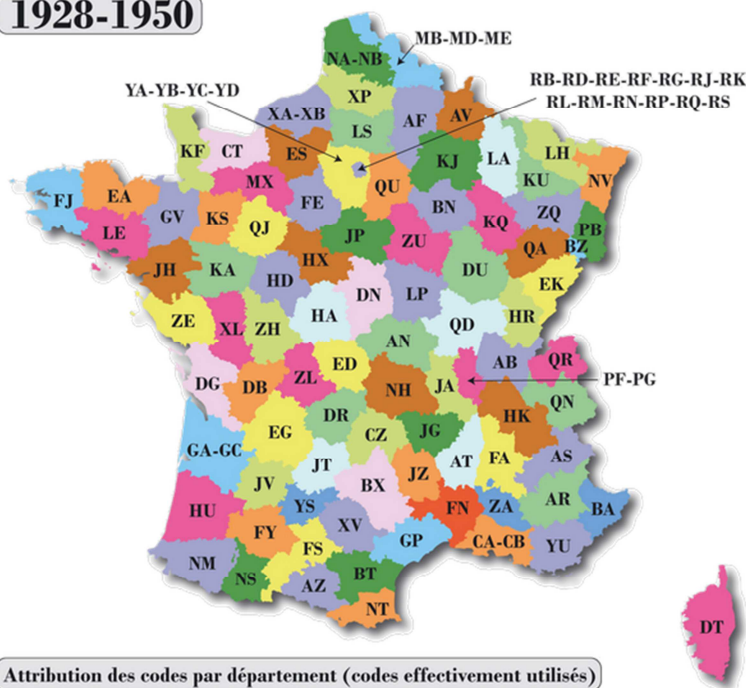 1928-1950
MB-MD-ME
NA-NB
YA-YB-YC-YD
RB-RD-RE-RF-RG-RJ-RK
RL-RM-RN-RP-RQ-RS
XP
XA-XB
AF
AV
LS
KF
CT
ES
KJ
LA
LH
KU
NV
MX
QU
FJ
EA
GV
KS
QJ
FE
BN
KQ
ZQ
PB
LE
JP
ZU
QA
BZ
JH
KA
HD
HX
DU
EK
DN
LP
ZE
XL
ZH
HA
QD
HR
AN
DG
DB
ZL
ED
NH
JA
AB
QR
PF-PG
QN
HK
EG
DR
CZ
JG
GA-GC
JT
AT
FA
AS
JV
BX
JZ
HU
YS
FN
ZA
AR
BA
FY
XV
GP
CA-CB
YU
NM
FS
NS
AZ
BT
NT
DT
Attribution des codes par département (codes effectivement utilisés)